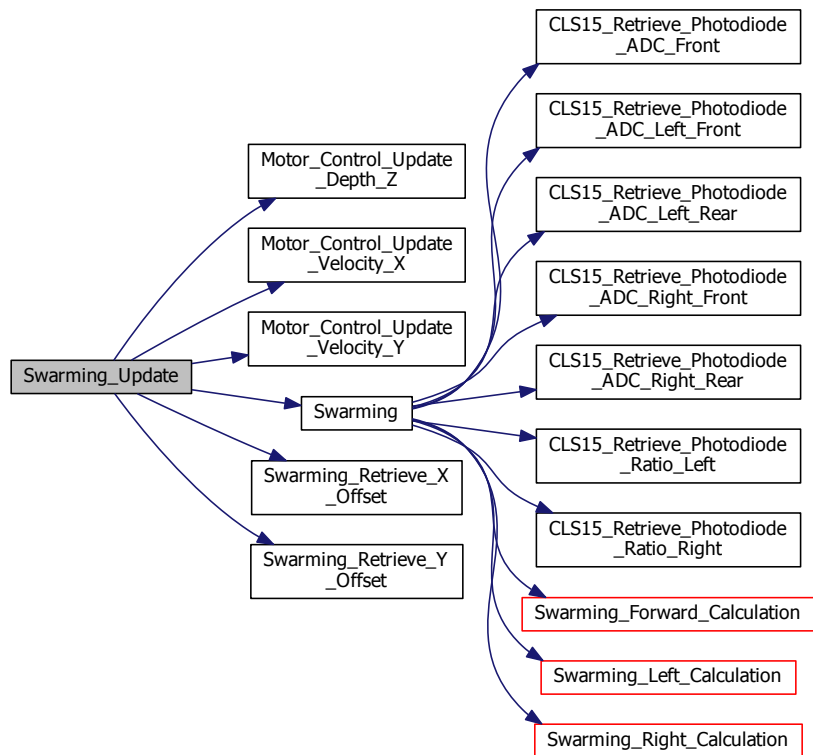 Swarming_Update
Motor_Control_Update
_Depth_Z
Motor_Control_Update
_Velocity_X
Motor_Control_Update
_Velocity_Y
Swarming
Swarming_Retrieve_X
_Offset
Swarming_Retrieve_Y
_Offset
CLS15_Retrieve_Photodiode
_ADC_Front
CLS15_Retrieve_Photodiode
_ADC_Left_Front
CLS15_Retrieve_Photodiode
_ADC_Left_Rear
CLS15_Retrieve_Photodiode
_ADC_Right_Front
CLS15_Retrieve_Photodiode
_ADC_Right_Rear
CLS15_Retrieve_Photodiode
_Ratio_Left
CLS15_Retrieve_Photodiode
_Ratio_Right
Swarming_Forward_Calculation
Swarming_Left_Calculation
Swarming_Right_Calculation